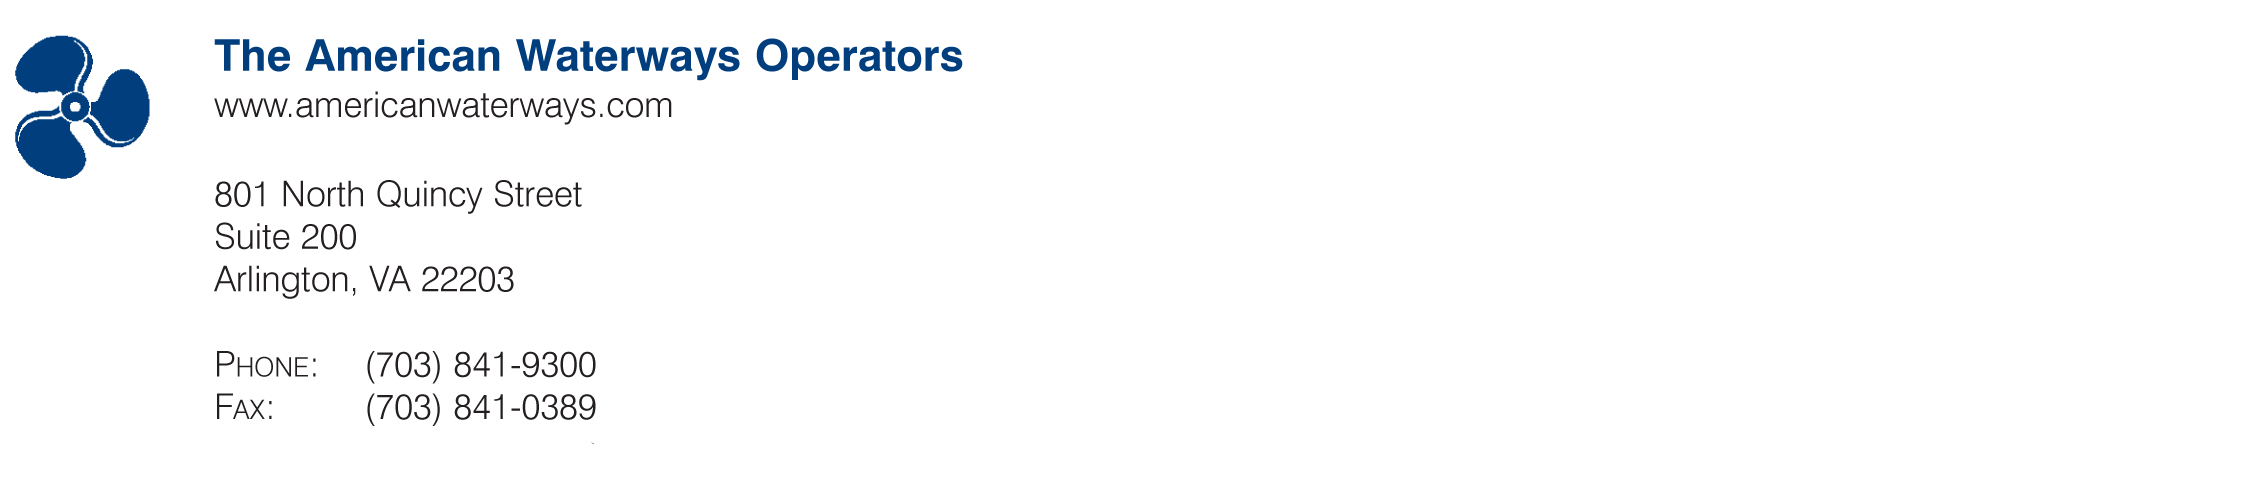 The American Waterways Operators
www.americanwaterways.com
801 North Quincy Street
Suite 200
Arlington, VA 22203
PHONE: (703) 841-9300
FAX: (703) 841-0389